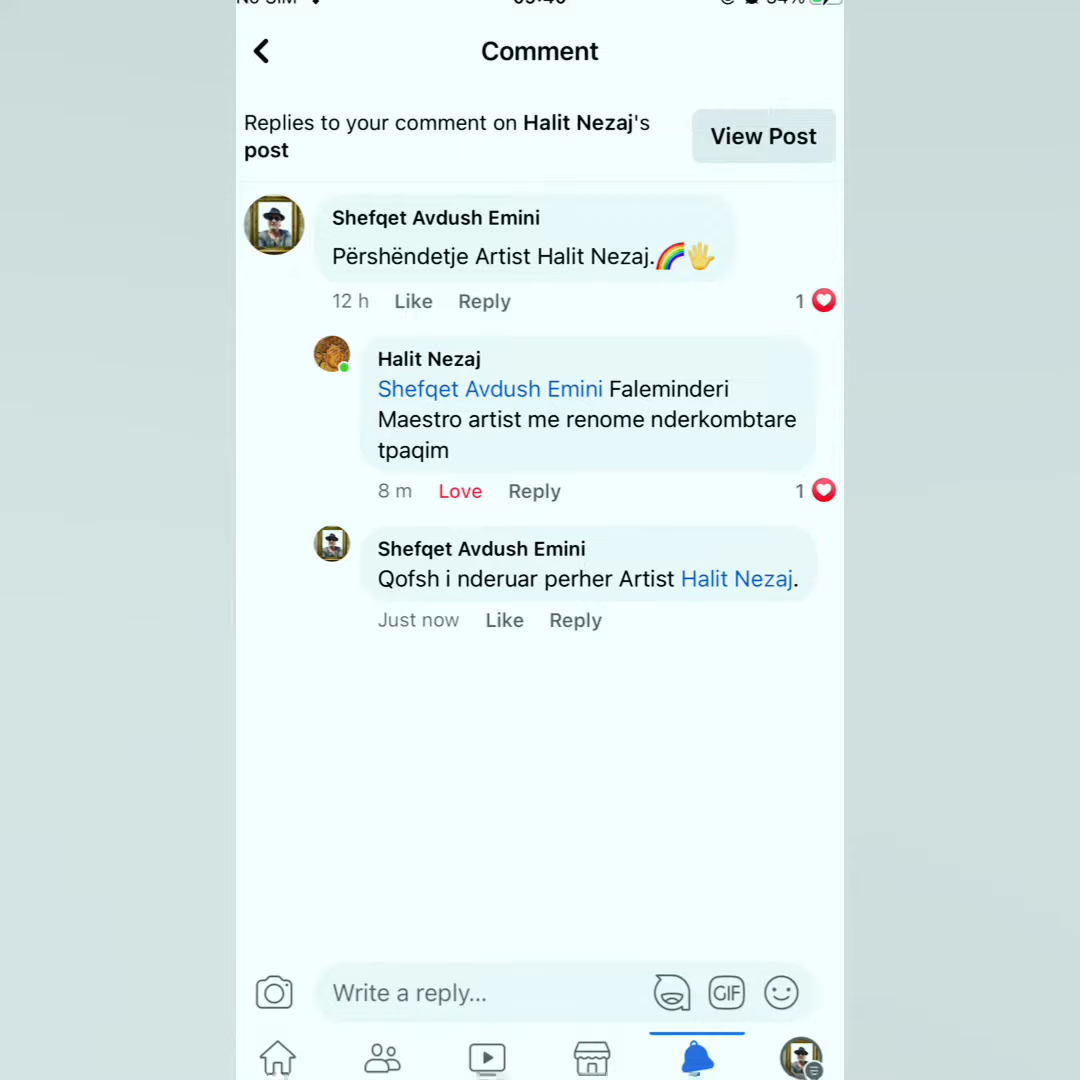 Comment
Replies to your comment on Halit Nezaj's
post
View Post
Shefqet Avdush Emini
Përshëndetje Artist Halit Nezaj.🌈🖐
12 h Like Reply 1
Halit Nezaj
Shefqet Avdush Emini Faleminderi
Maestro artist me renome nderkombtare
tpaqim
8 m Love Reply 1
Shefqet Avdush Emini
Qofsh i nderuar perher Artist Halit Nezaj.
Just now Like Reply
Write a reply...
GIF